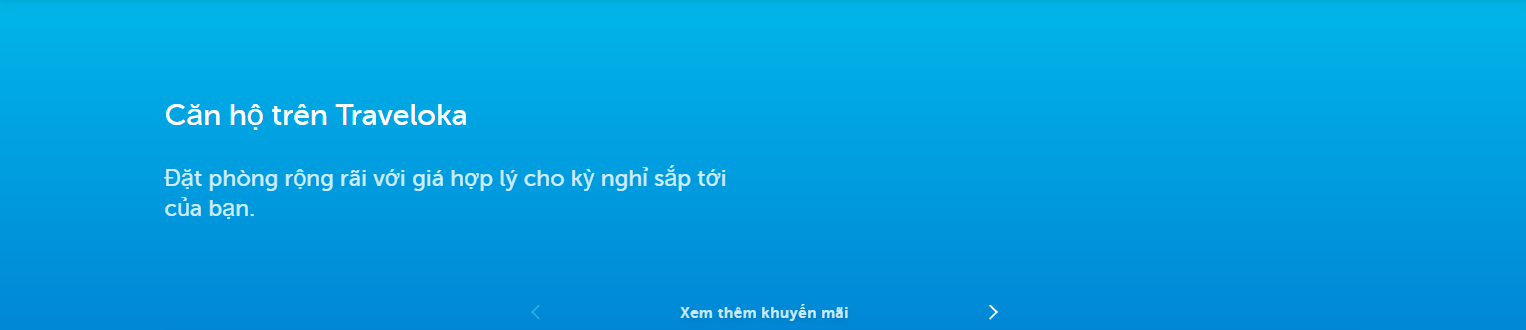 Căn hộ trên Traveloka
Đặt phòng rộng rãi với giá hợp lý cho kỳ nghỉ sắp tới
của bạn.
Xem thêm khuyến mãi